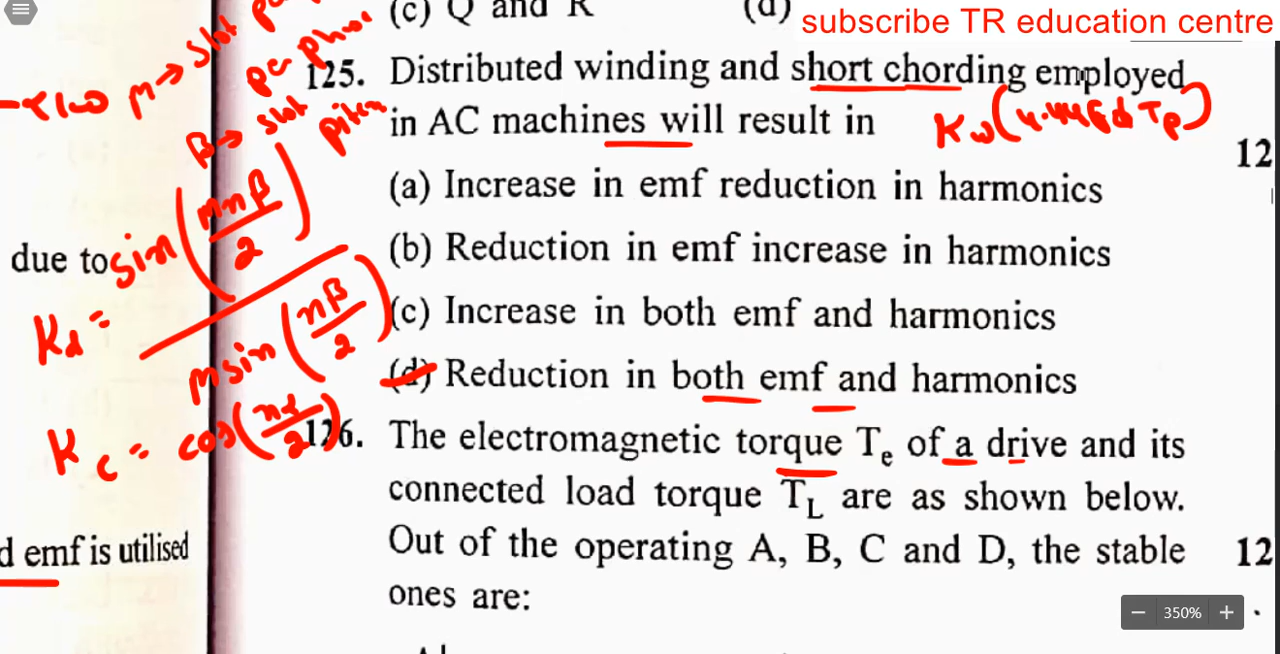 (c) Q and R (d)
subscribe TR education centre
m → slot
per phase
β → slot
pitch
125. Distributed winding and short chording employed
in AC machines will result in
Kw (4.44 f φ Tp)
12
(a) Increase in emf reduction in harmonics
(b) Reduction in emf increase in harmonics
(c) Increase in both emf and harmonics
(d) Reduction in both emf and harmonics
due to
Kd = sin(mnβ/2) / m sin(nβ/2)
Kc = cos(nα/2)
126. The electromagnetic torque Te of a drive and its
connected load torque TL are as shown below.
Out of the operating A, B, C and D, the stable
ones are:
12
d emf is utilised
350%